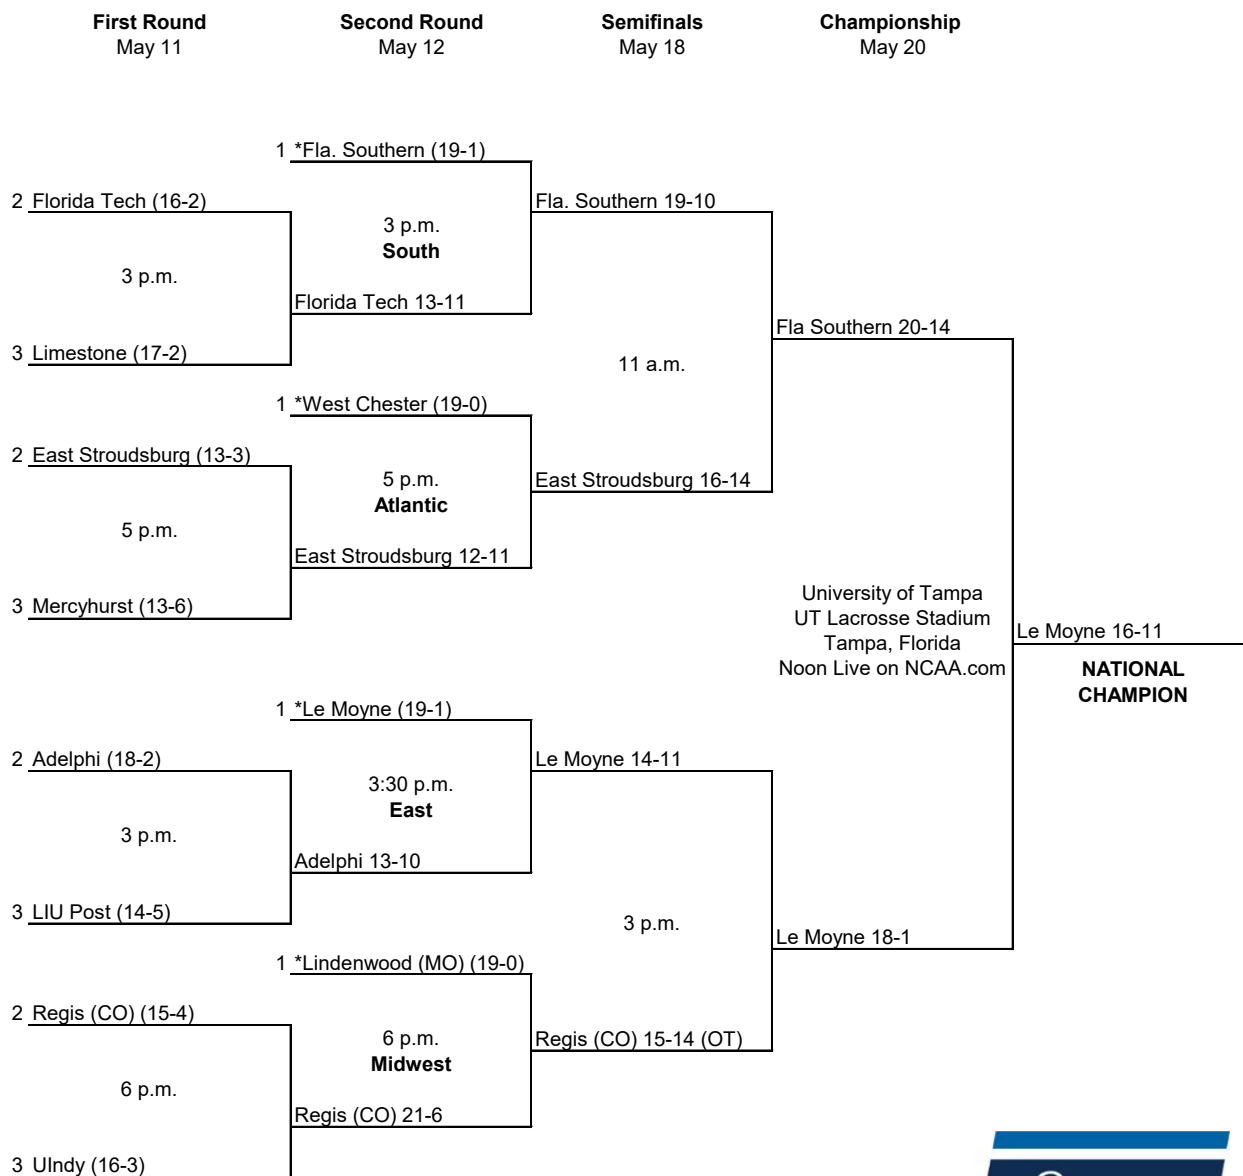 First Round
May 11
Second Round
May 12
Semifinals
May 18
Championship
May 20
1 *Fla. Southern (19-1)
2 Florida Tech (16-2)
Fla. Southern 19-10
3 p.m.
South
3 p.m.
Florida Tech 13-11
Fla Southern 20-14
3 Limestone (17-2)
11 a.m.
1 *West Chester (19-0)
2 East Stroudsburg (13-3)
5 p.m.
Atlantic
East Stroudsburg 16-14
5 p.m.
East Stroudsburg 12-11
3 Mercyhurst (13-6)
University of Tampa
UT Lacrosse Stadium
Tampa, Florida
Noon Live on NCAA.com
Le Moyne 16-11
NATIONAL
CHAMPION
1 *Le Moyne (19-1)
2 Adelphi (18-2)
Le Moyne 14-11
3:30 p.m.
East
3 p.m.
Adelphi 13-10
3 LIU Post (14-5)
3 p.m.
Le Moyne 18-1
1 *Lindenwood (MO) (19-0)
2 Regis (CO) (15-4)
6 p.m.
Midwest
Regis (CO) 15-14 (OT)
6 p.m.
Regis (CO) 21-6
3 UIndy (16-3)